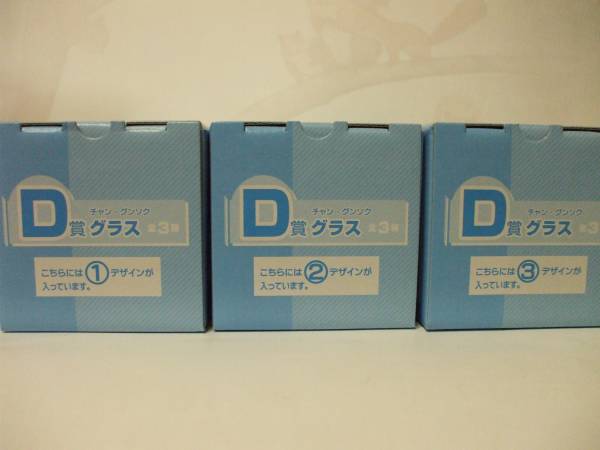 チャン・グンソク
D賞 グラス 全3種
こちらには①デザインが
入っています。
チャン・グンソク
D賞 グラス 全3種
こちらには②デザインが
入っています。
チャン・グンソク
D賞 グラス 全3
こちらには③デザインが
入っています。